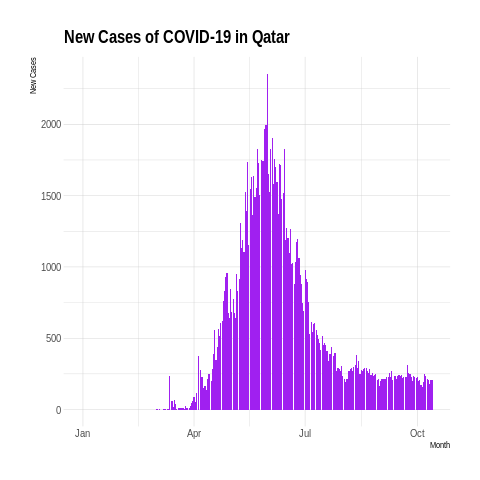 New Cases of COVID-19 in Qatar
New Cases
2000
1500
1000
500
0
Jan Apr Jul Oct
Month